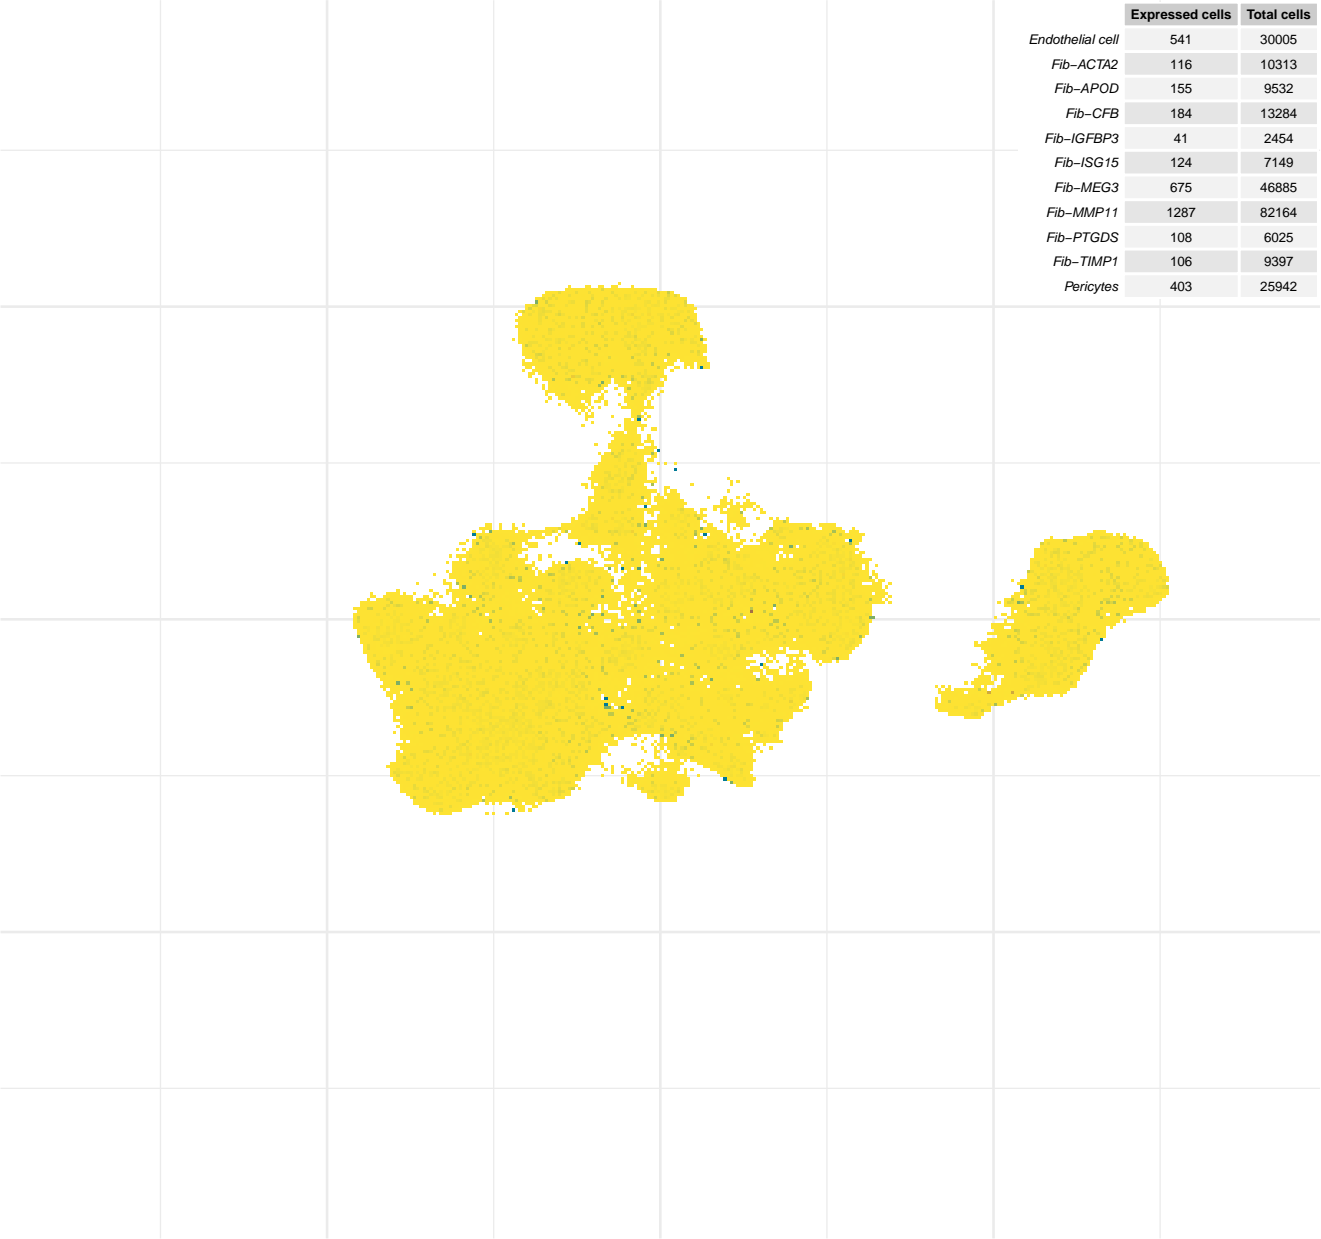 Expressed cells Total cells
Endothelial cell 541 30005
Fib−ACTA2 116 10313
Fib−APOD 155 9532
Fib−CFB 184 13284
Fib−IGFBP3 41 2454
Fib−ISG15 124 7149
Fib−MEG3 675 46885
Fib−MMP11 1287 82164
Fib−PTGDS 108 6025
Fib−TIMP1 106 9397
Pericytes 403 25942